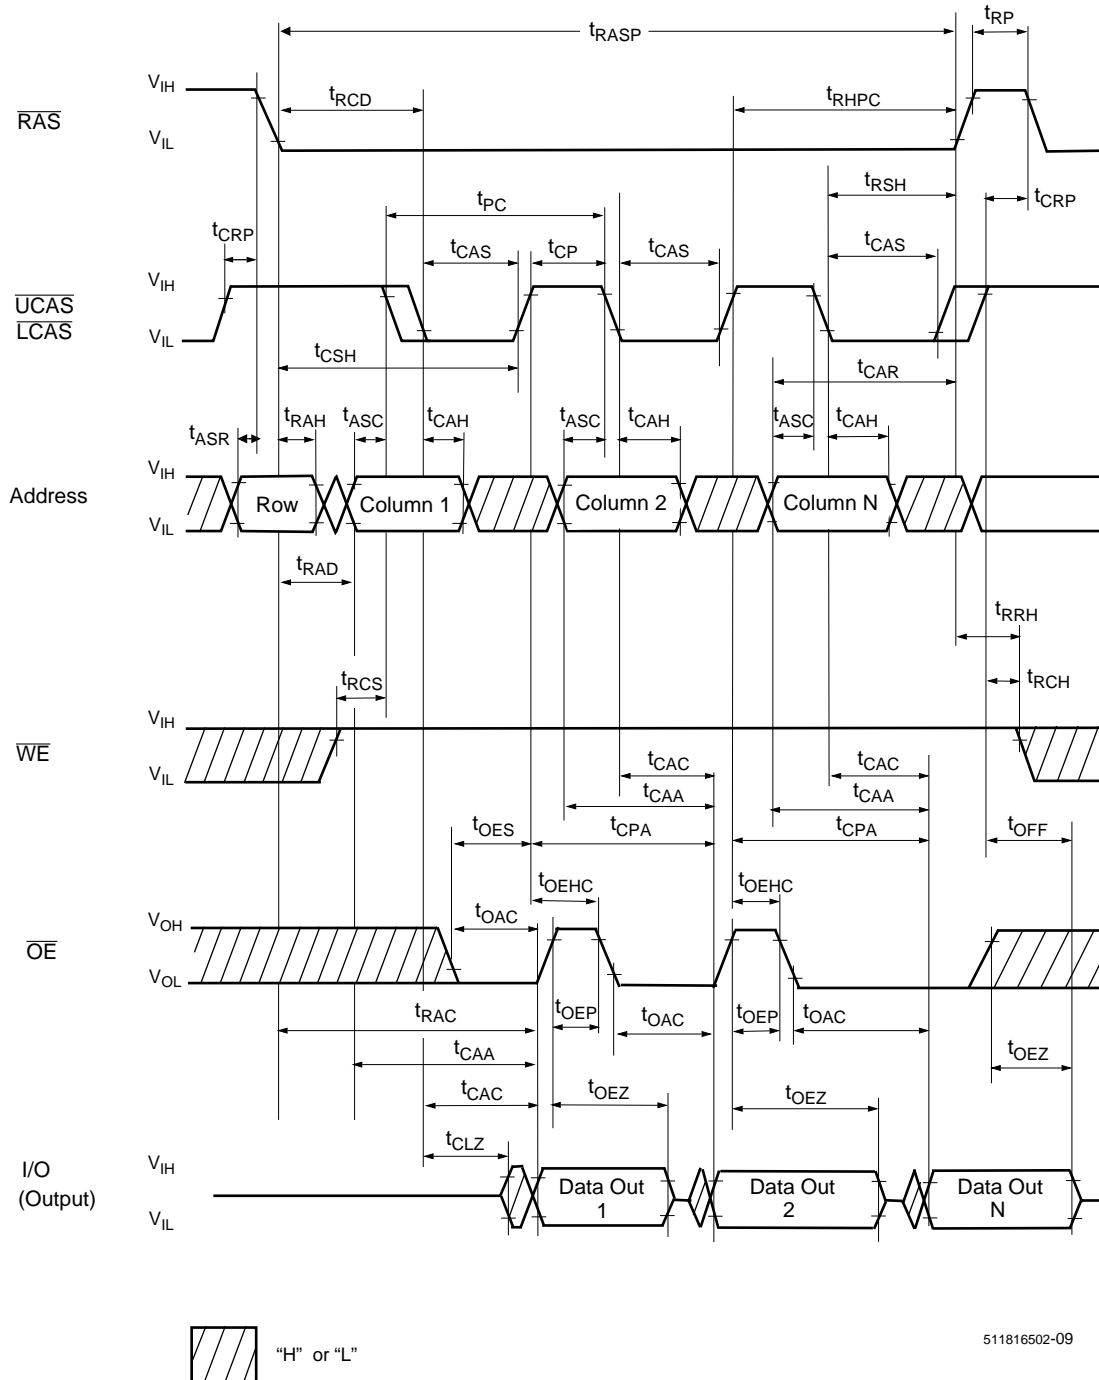 tRP
tRASP
VIH
tRCD
tRHPC
RAS
VIL
tRSH
tPC
tCRP
tCRP
tCAS
tCP
tCAS
tCAS
VIH
UCAS
LCAS
VIL
tCSH
tCAR
tASR
tRAH
tASC
tCAH
tASC
tCAH
tASC
tCAH
VIH
Address
Row
Column 1
Column 2
Column N
VIL
tRAD
tRRH
tRCS
tRCH
VIH
WE
VIL
tCAC
tCAC
tCAA
tCAA
tOES
tCPA
tCPA
tOFF
tOEHC
tOEHC
VOH
tOAC
OE
VOL
tRAC
tOEP
tOAC
tOEP
tOAC
tCAA
tOEZ
tCAC
tOEZ
tOEZ
tCLZ
VIH
I/O
(Output)
Data Out
1
Data Out
2
Data Out
N
VIL
511816502-09
“H” or “L”